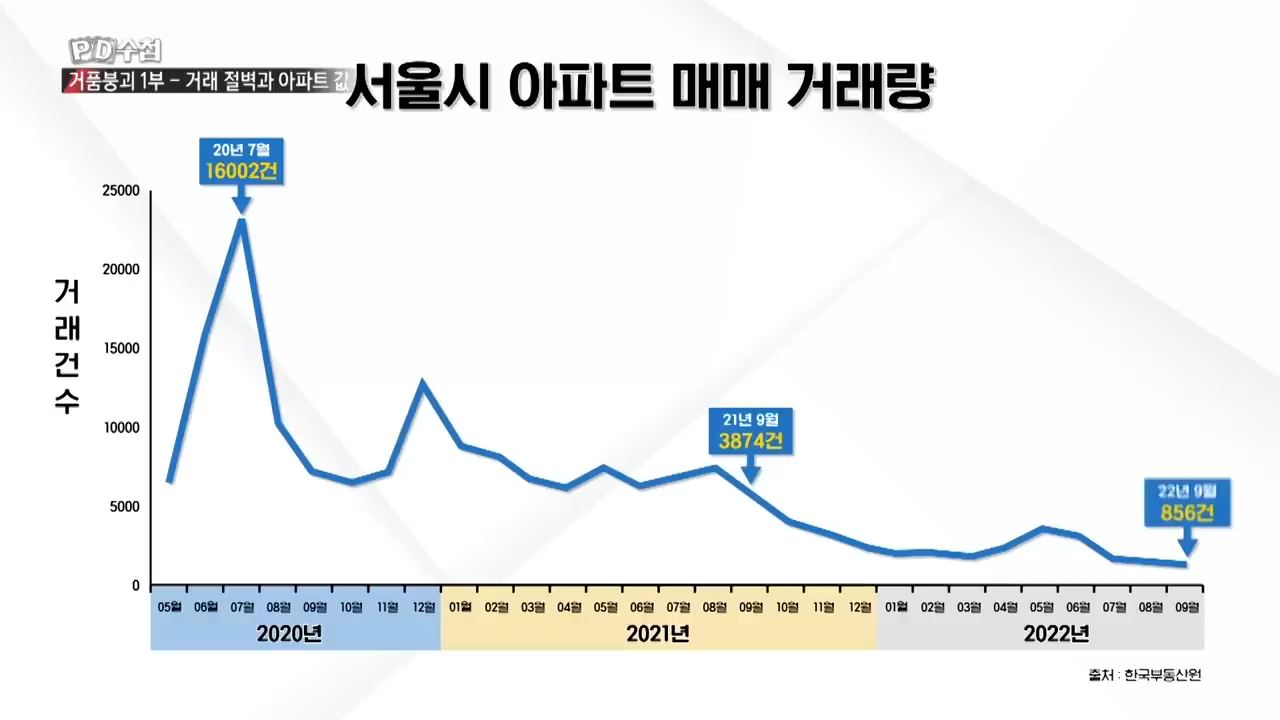 PD수첩
거품붕괴 1부 - 거래 절벽과 아파트 값
서울시 아파트 매매 거래량
20년 7월
16002건
21년 9월
3874건
22년 9월
856건
거래건수
25000
20000
15000
10000
5000
0
05월 06월 07월 08월 09월 10월 11월 12월 01월 02월 03월 04월 05월 06월 07월 08월 09월 10월 11월 12월 01월 02월 03월 04월 05월 06월 07월 08월 09월
2020년 2021년 2022년
출처 : 한국부동산원